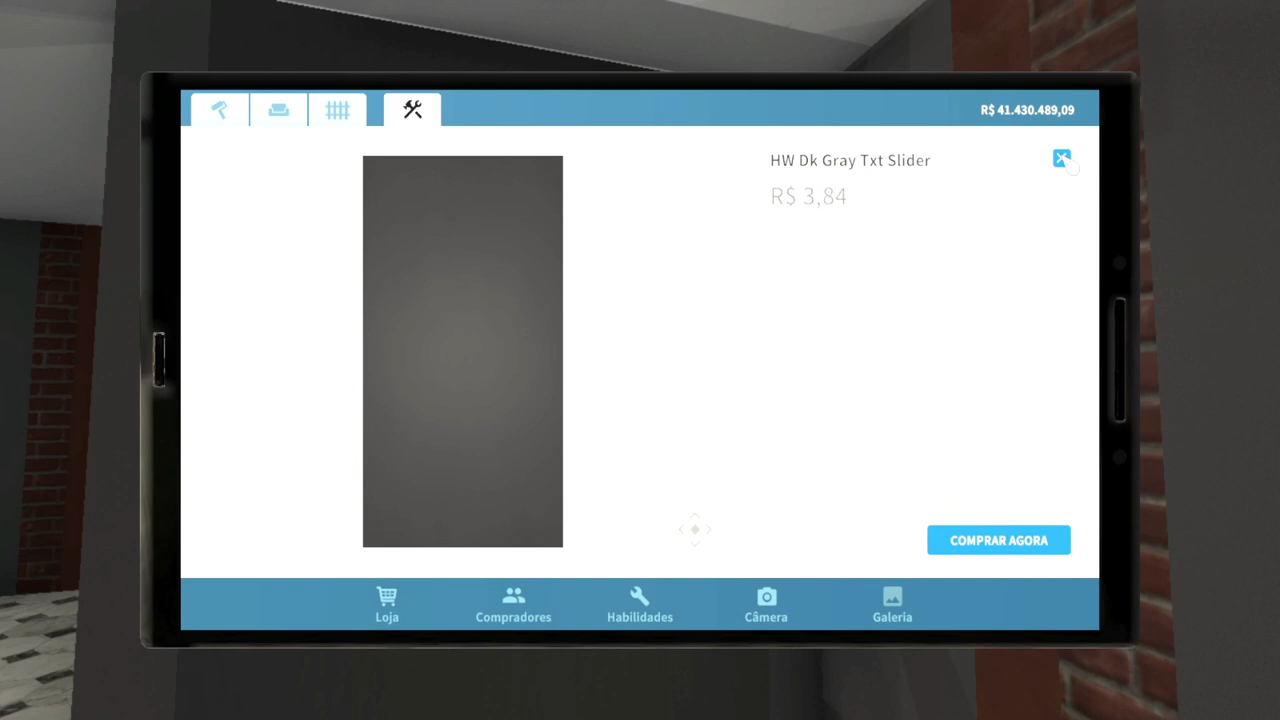 R$ 41.430.489,09
HW Dk Gray Txt Slider
R$ 3,84
COMPRAR AGORA
Loja
Compradores
Habilidades
Câmera
Galeria